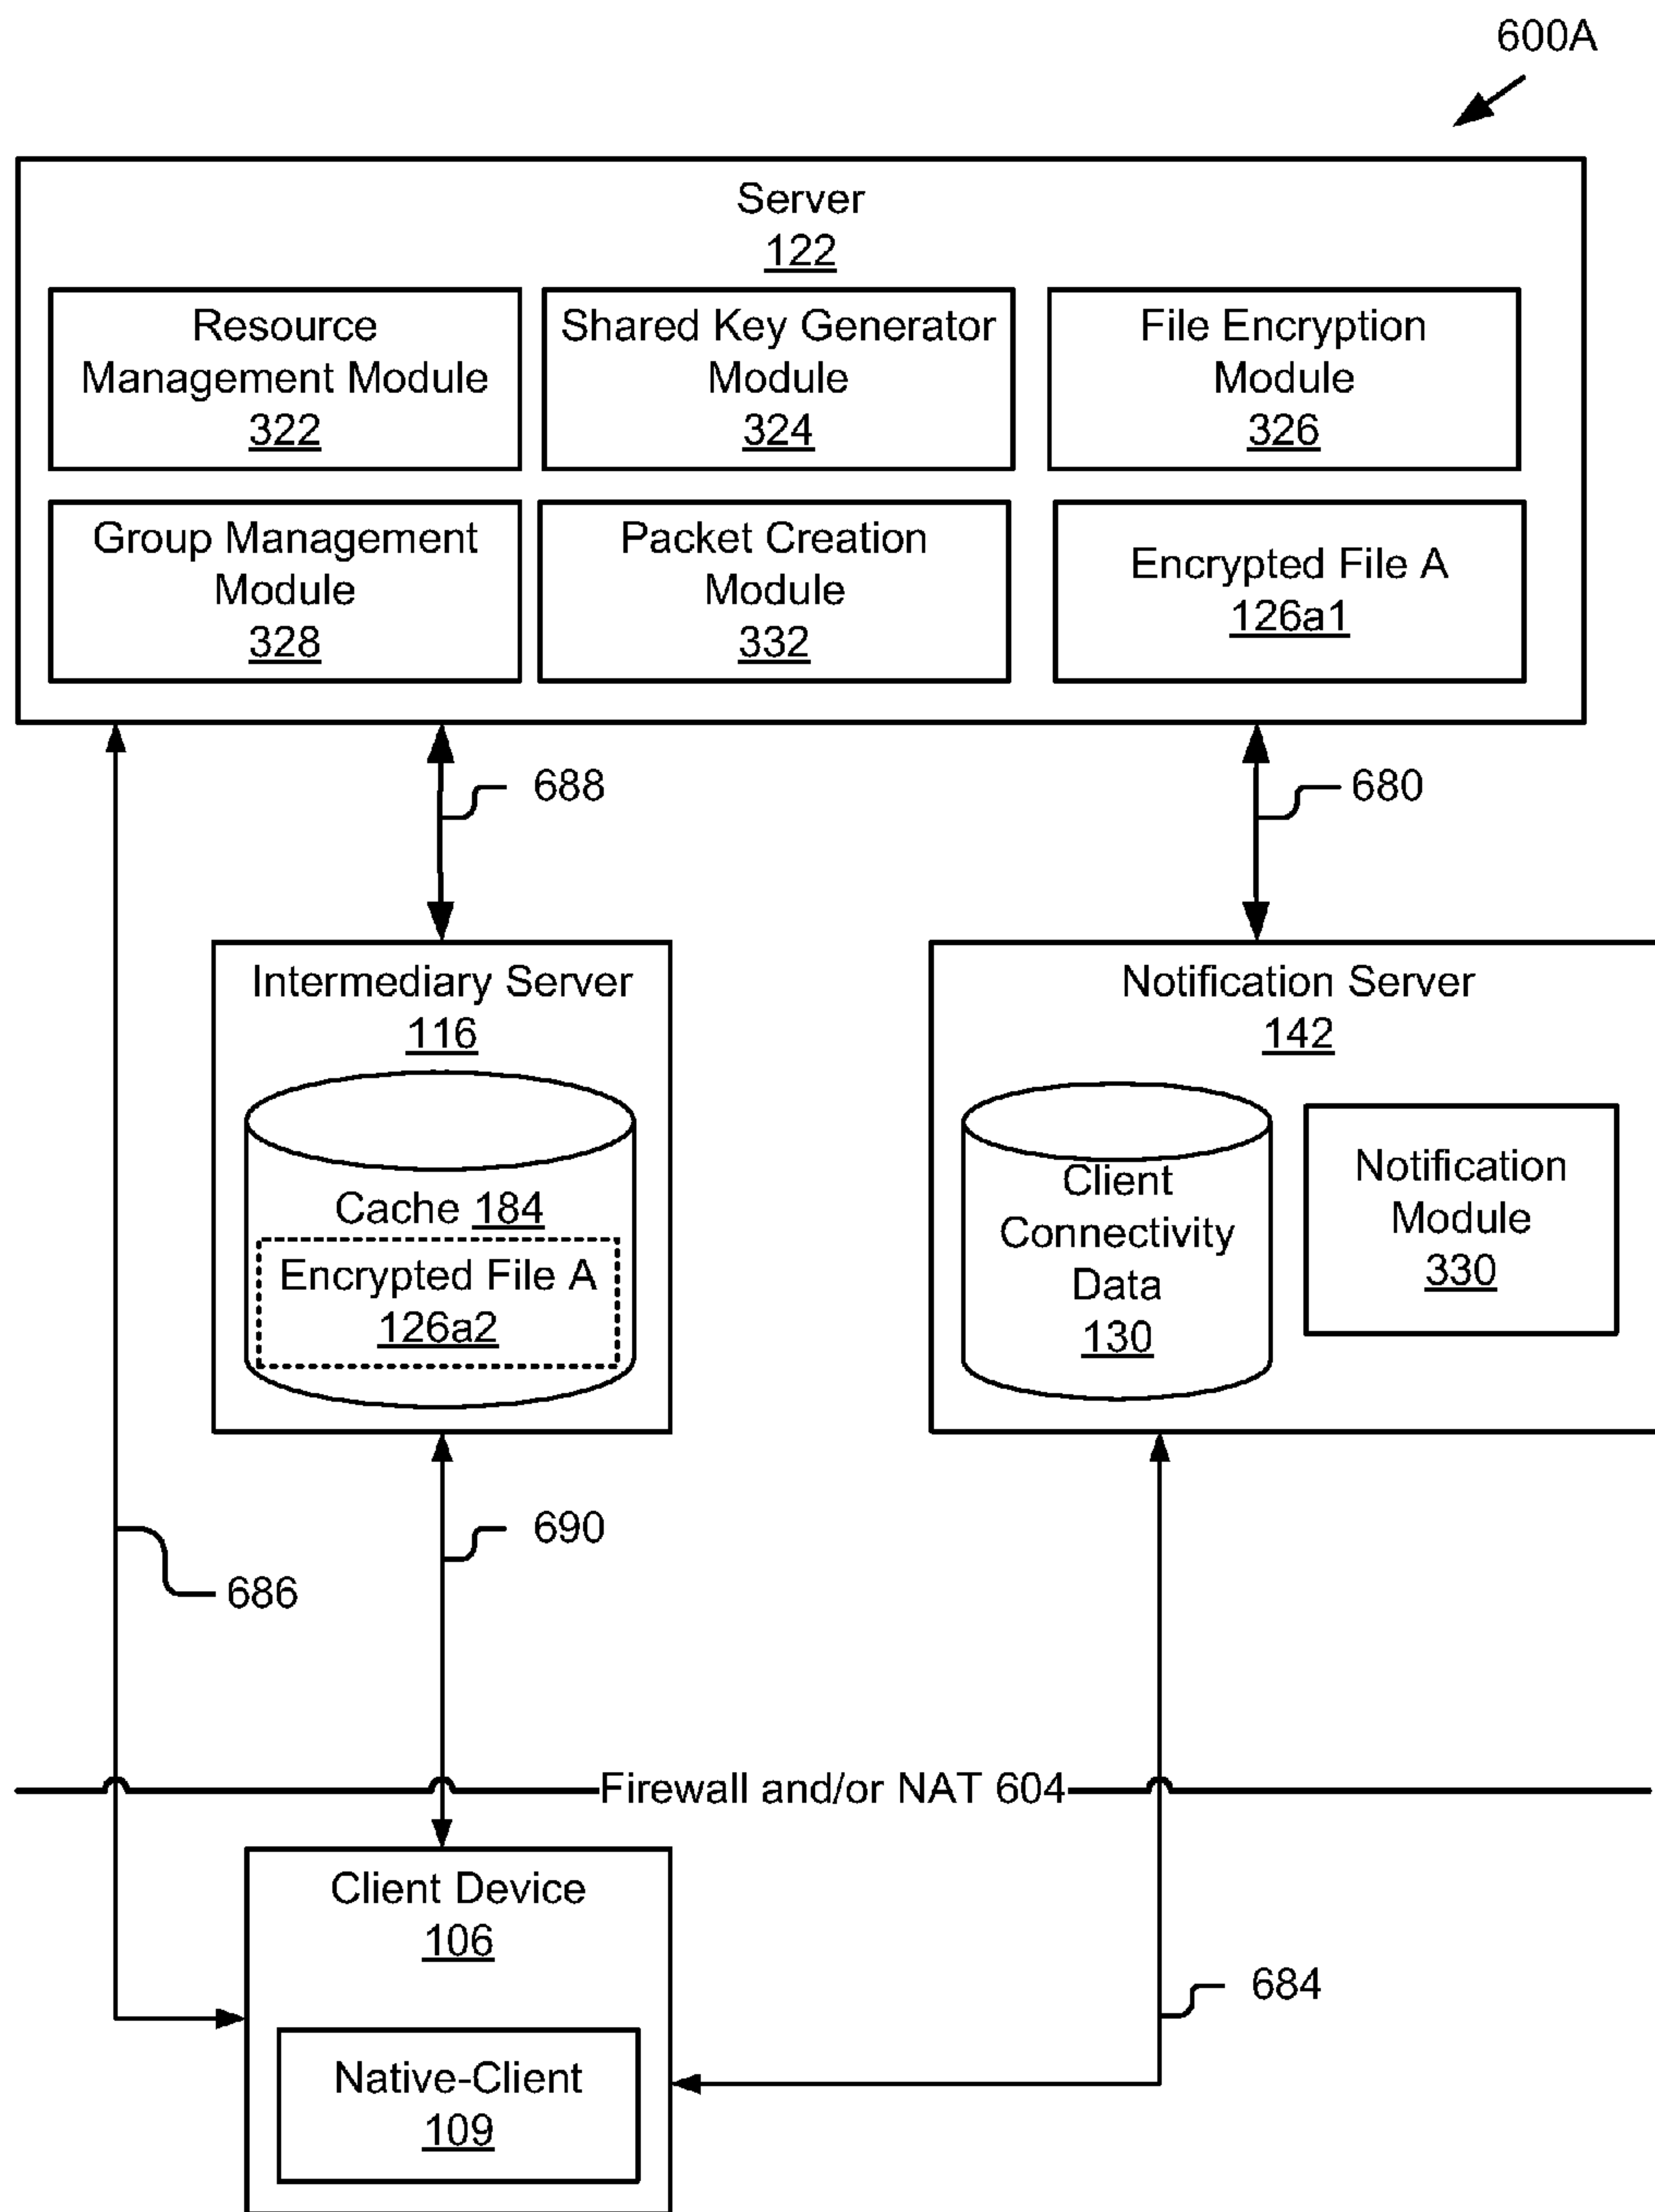 600A
Server
122
Resource
Management Module
322
Shared Key Generator
Module
324
File Encryption
Module
326
Group Management
Module
328
Packet Creation
Module
332
Encrypted File A
126a1
688
680
Intermediary Server
116
Cache 184
Encrypted File A
126a2
Notification Server
142
Client
Connectivity
Data
130
Notification
Module
330
690
686
Firewall and/or NAT 604
Client Device
106
684
Native-Client
109